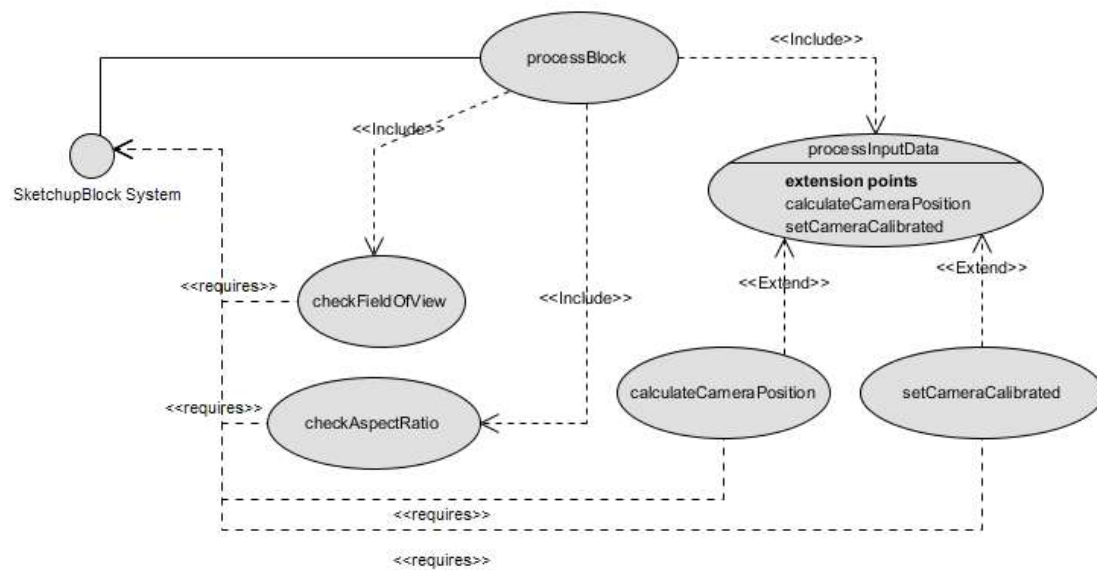 processBlock
<<Include>>
<<Include>>
processInputData
extension points
calculateCameraPosition
setCameraCalibrated
SketchupBlock System
<<requires>>
checkFieldOfView
<<Include>>
<<Extend>>
<<Extend>>
calculateCameraPosition
setCameraCalibrated
<<requires>>
checkAspectRatio
<<requires>>
<<requires>>